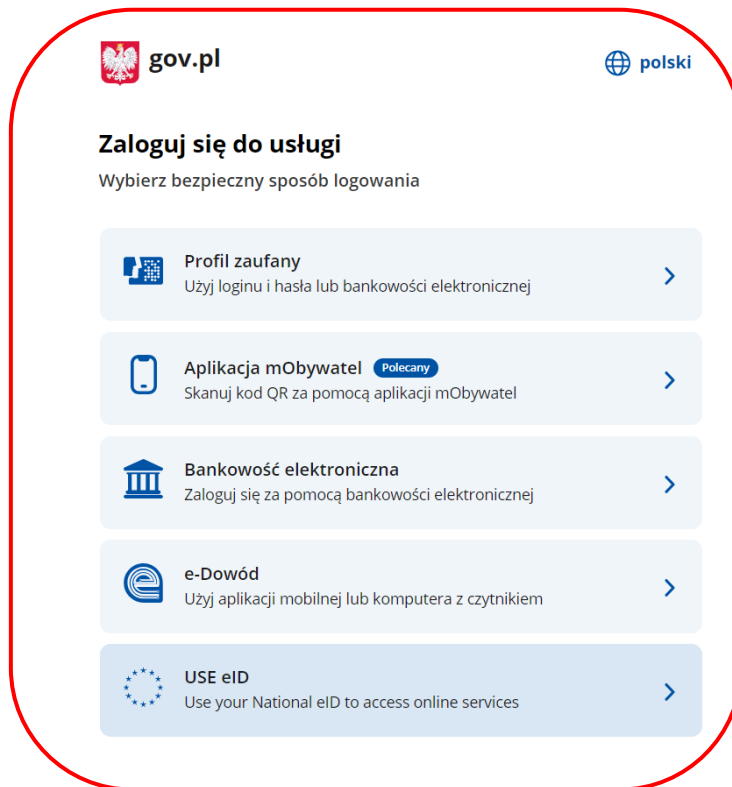 gov.pl
polski
Zaloguj się do usługi
Wybierz bezpieczny sposób logowania
Profil zaufany
Użyj loginu i hasła lub bankowości elektronicznej
Aplikacja mObywatel Polecany
Skanuj kod QR za pomocą aplikacji mObywatel
Bankowość elektroniczna
Zaloguj się za pomocą bankowości elektronicznej
e-Dowód
Użyj aplikacji mobilnej lub komputera z czytnikiem
USE eID
Use your National eID to access online services